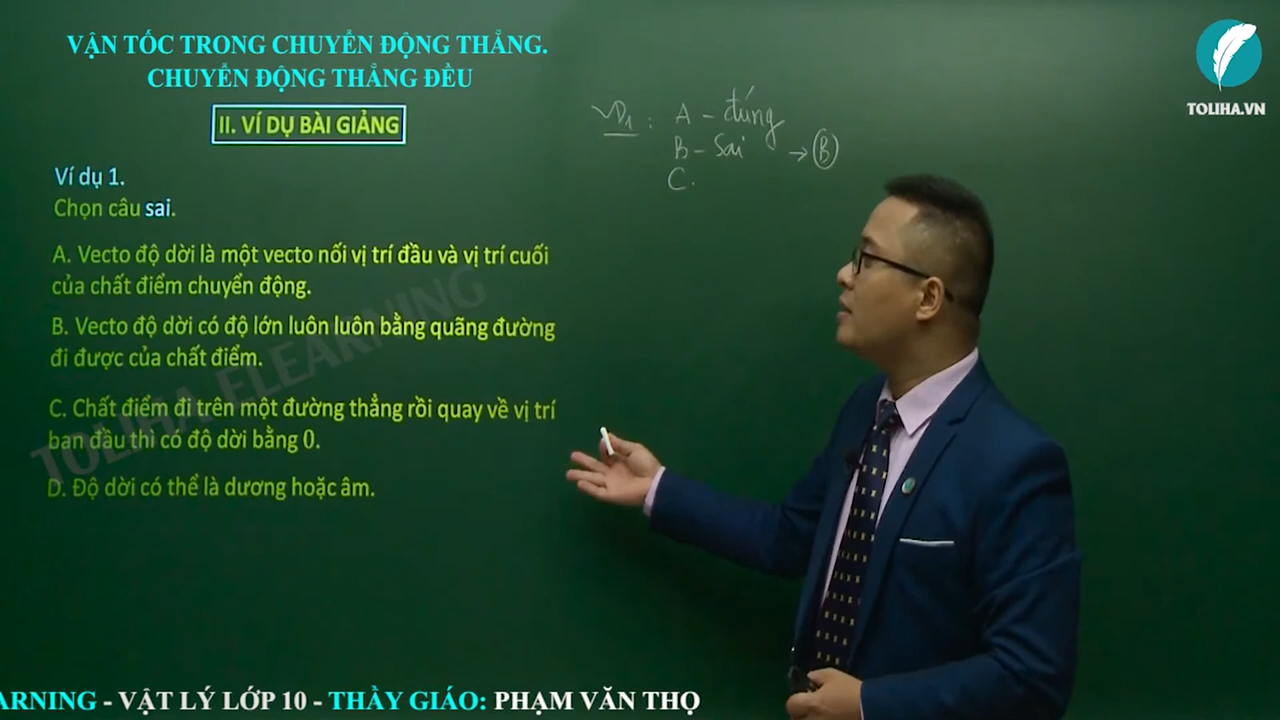 VẬN TỐC TRONG CHUYỂN ĐỘNG THẲNG.
CHUYỂN ĐỘNG THẲNG ĐỀU
II. VÍ DỤ BÀI GIẢNG
Ví dụ 1.
Chọn câu sai.
A. Vecto độ dời là một vecto nối vị trí đầu và vị trí cuối
của chất điểm chuyển động.
B. Vecto độ dời có độ lớn luôn luôn bằng quãng đường
đi được của chất điểm.
C. Chất điểm đi trên một đường thẳng rồi quay về vị trí
ban đầu thì có độ dời bằng 0.
D. Độ dời có thể là dương hoặc âm.
TOLIHA ELEARNING
VD1: A - đúng
B - Sai → B
C.
TOLIHA.VN
ARNING - VẬT LÝ LỚP 10 - THẦY GIÁO: PHẠM VĂN THỌ